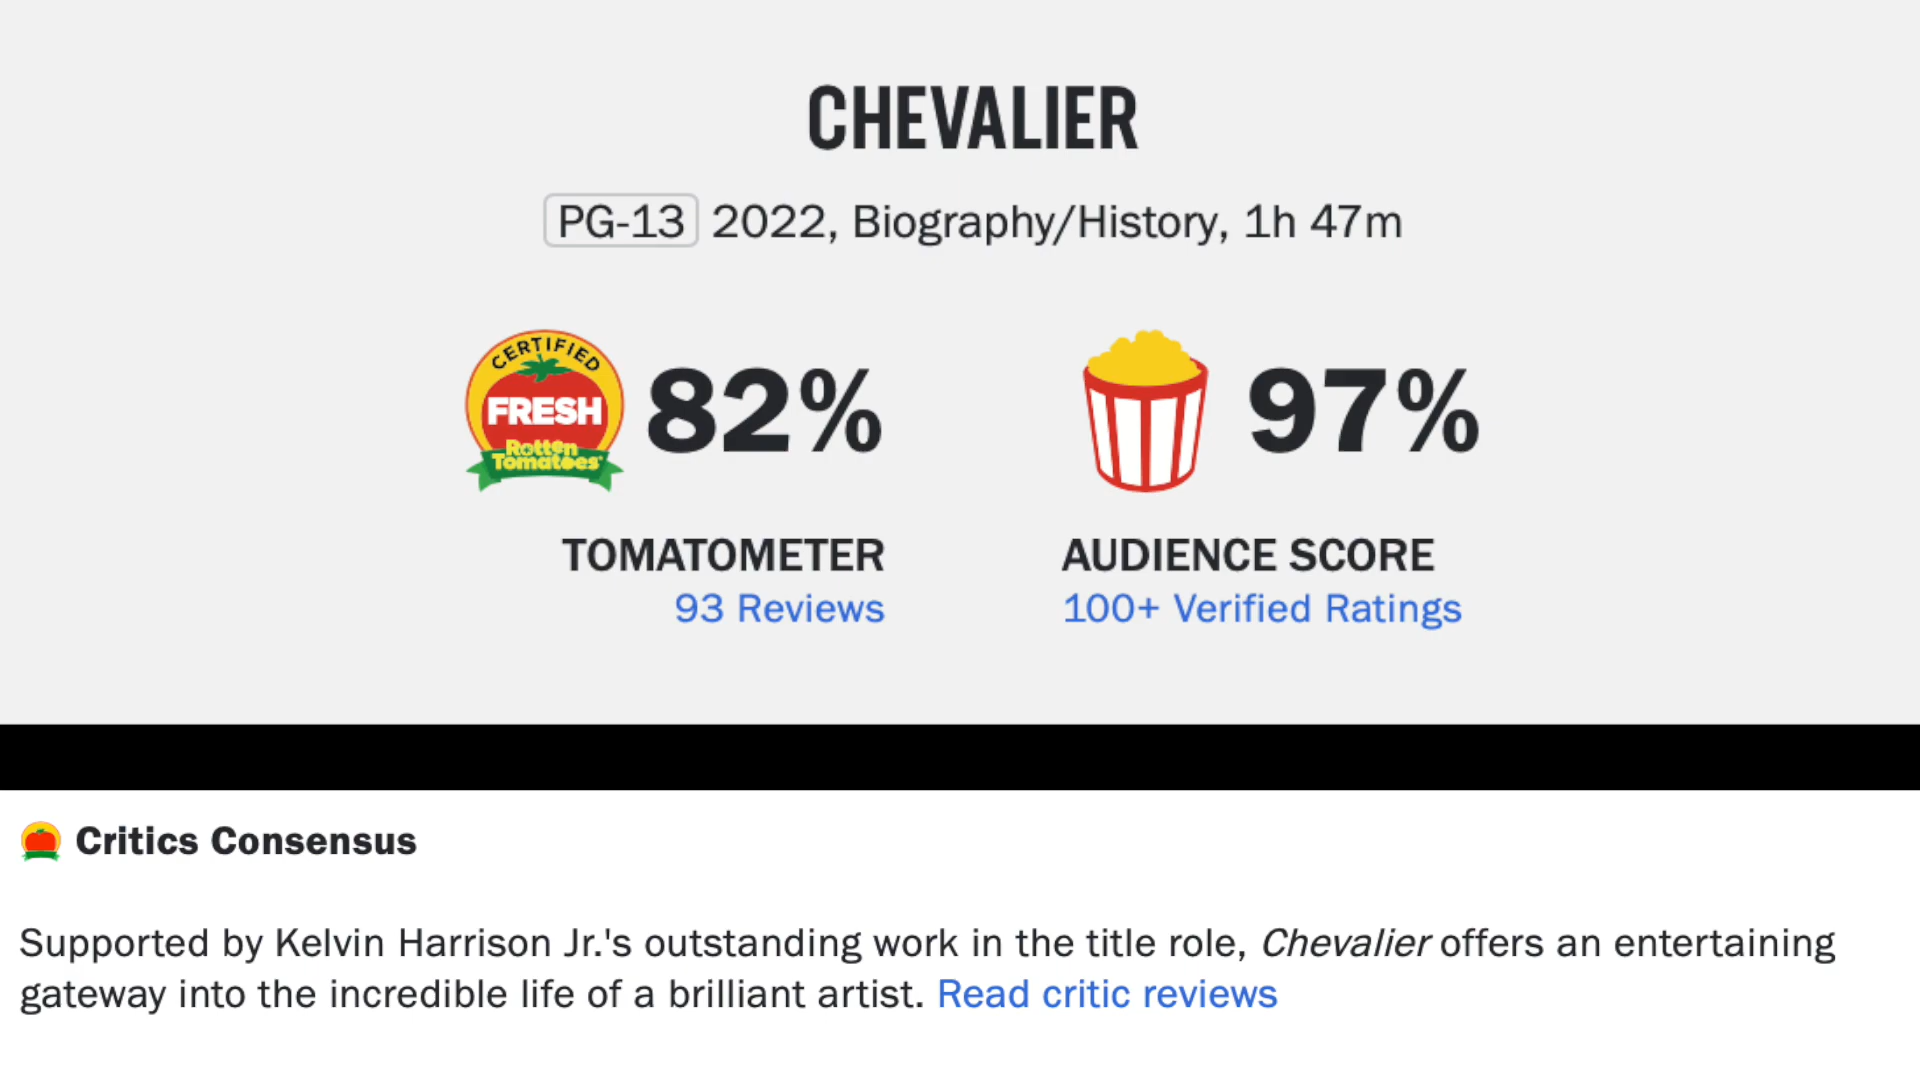 CHEVALIER
PG-13 2022, Biography/History, 1h 47m
CERTIFIED
FRESH
Rotten
Tomatoes
82%
97%
TOMATOMETER
AUDIENCE SCORE
93 Reviews
100+ Verified Ratings
Critics Consensus
Supported by Kelvin Harrison Jr.'s outstanding work in the title role, Chevalier offers an entertaining
gateway into the incredible life of a brilliant artist. Read critic reviews